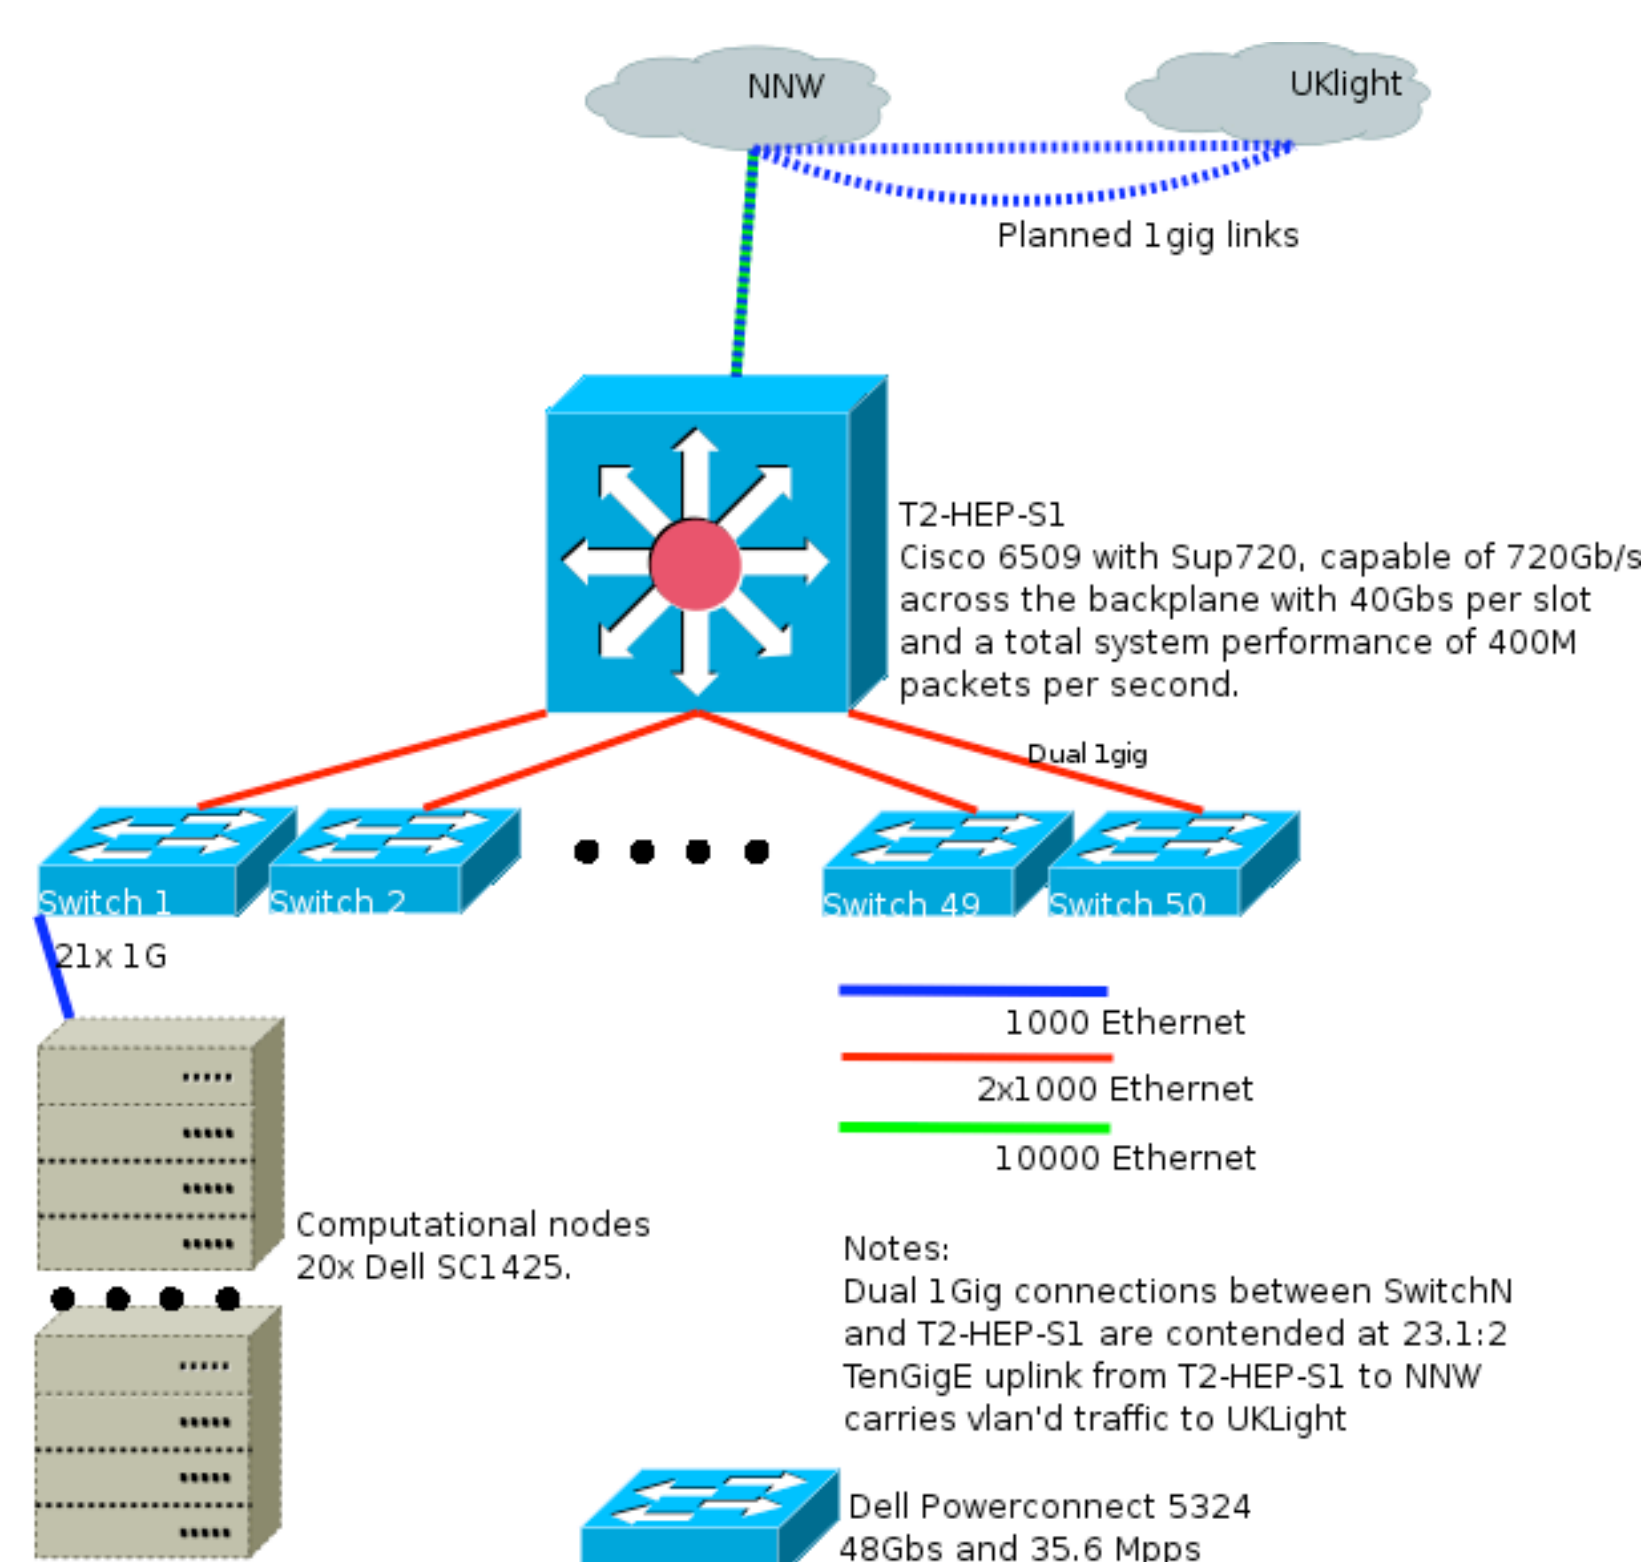 NNW
UKlight
Planned 1gig links
T2-HEP-S1
Cisco 6509 with Sup720, capable of 720Gb/s
across the backplane with 40Gbs per slot
and a total system performance of 400M
packets per second.
Dual 1gig
Switch 1
Switch 2
Switch 49
Switch 50
21x 1G
1000 Ethernet
2x1000 Ethernet
10000 Ethernet
Computational nodes
20x Dell SC1425.
Notes:
Dual 1Gig connections between SwitchN
and T2-HEP-S1 are contended at 23.1:2
TenGigE uplink from T2-HEP-S1 to NNW
carries vlan'd traffic to UKLight
Dell Powerconnect 5324
48Gbs and 35.6 Mpps